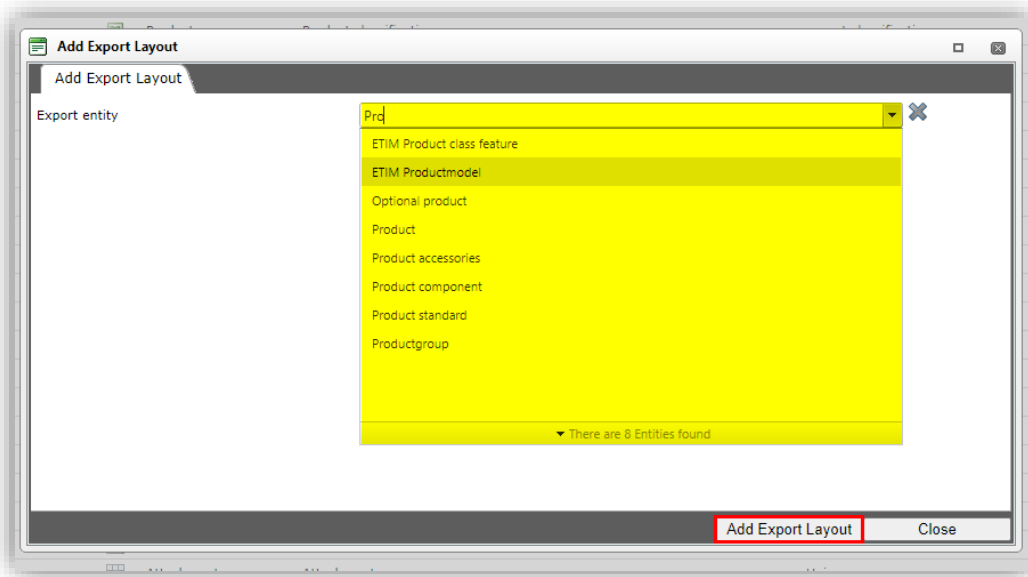 Add Export Layout
Add Export Layout
Export entity
Pro
ETIM Product class feature
ETIM Productmodel
Optional product
Product
Product accessories
Product component
Product standard
Productgroup
There are 8 Entities found
Add Export Layout Close